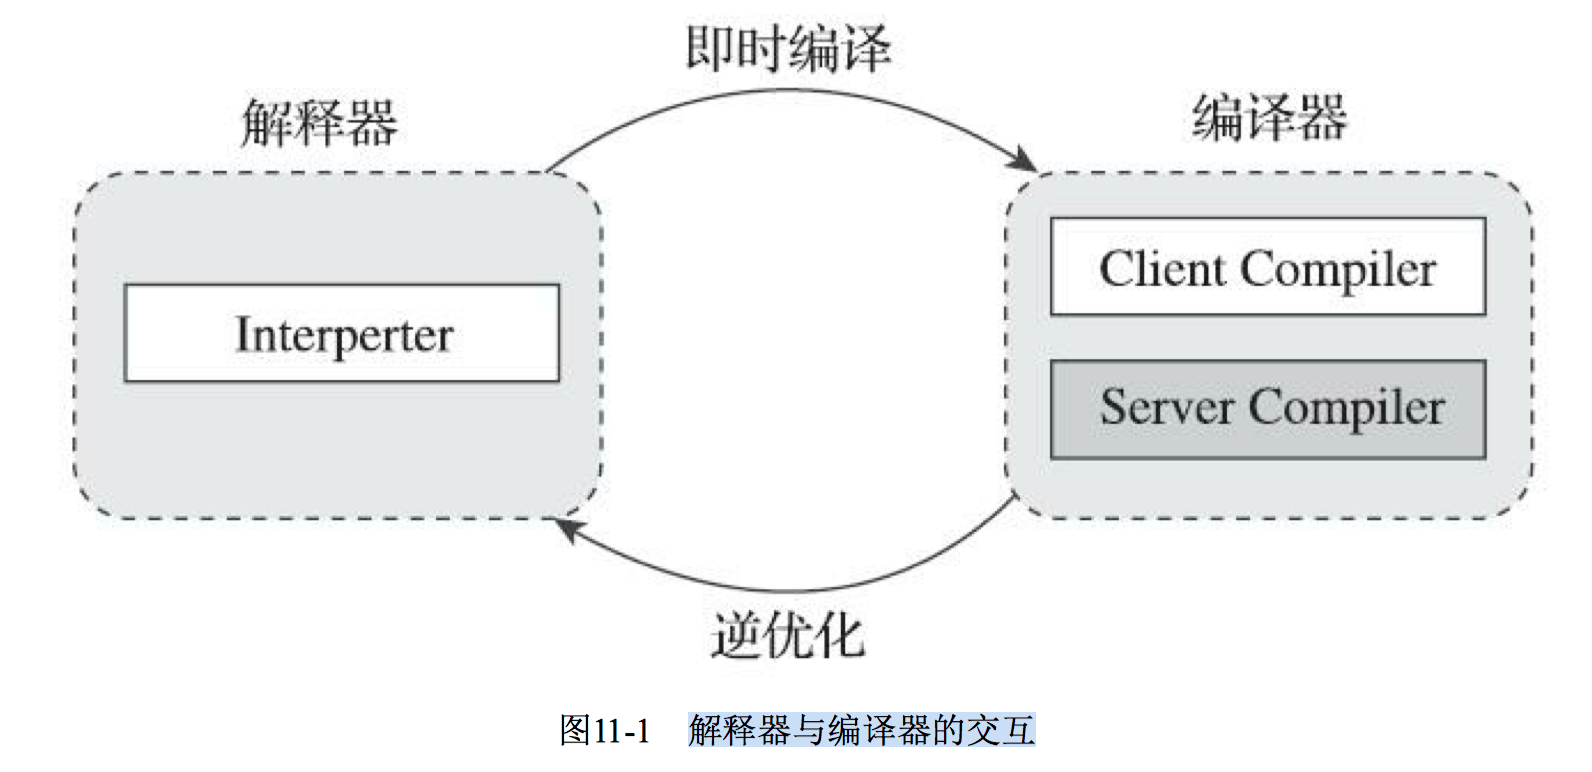 即时编译
解释器
编译器
Interperter
Client Compiler
Server Compiler
逆优化
图11-1 解释器与编译器的交互